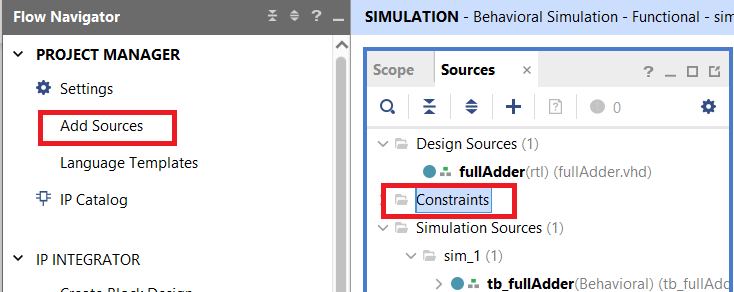 Flow Navigator
?
PROJECT MANAGER
Settings
Add Sources
Language Templates
IP Catalog
IP INTEGRATOR
SIMULATION - Behavioral Simulation - Functional - sim
Scope Sources × ?
? 0
Design Sources (1)
fullAdder(rtl) (fullAdder.vhd)
Constraints
Simulation Sources (1)
sim_1 (1)
tb_fullAdder(Behavioral) (tb_fullAdd